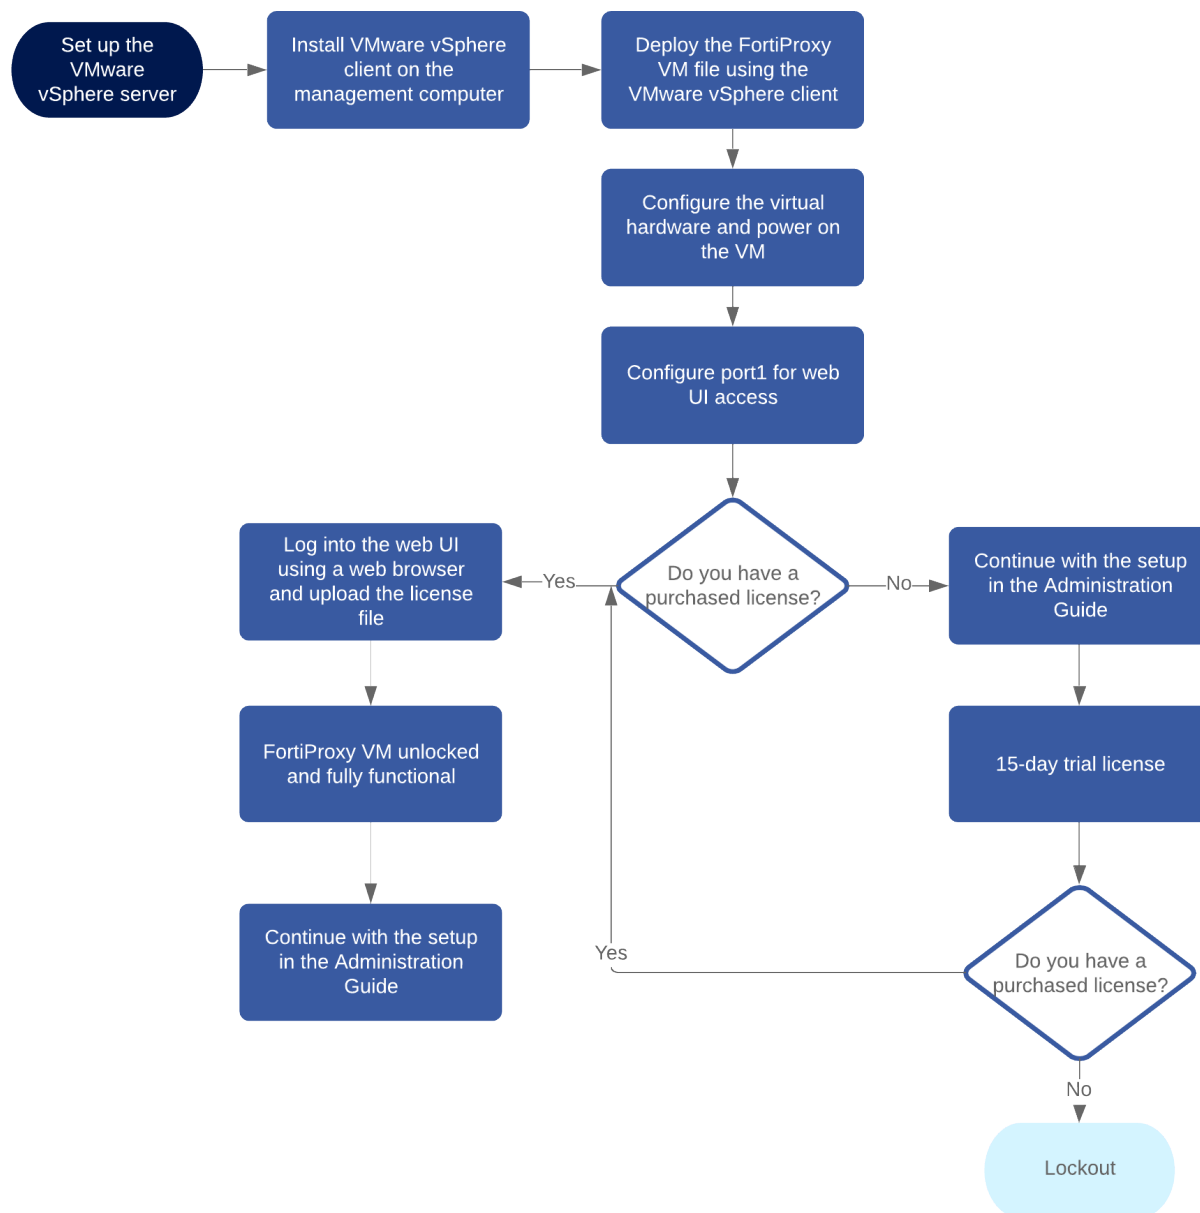 Set up the
VMware
vSphere server
Install VMware vSphere
client on the
management computer
Deploy the FortiProxy
VM file using the
VMware vSphere client
Configure the virtual
hardware and power on
the VM
Configure port1 for web
UI access
Do you have a
purchased license?
Yes
No
Log into the web UI
using a web browser
and upload the license
file
FortiProxy VM unlocked
and fully functional
Continue with the setup
in the Administration
Guide
Continue with the setup
in the Administration
Guide
15-day trial license
Do you have a
purchased license?
Yes
No
Lockout